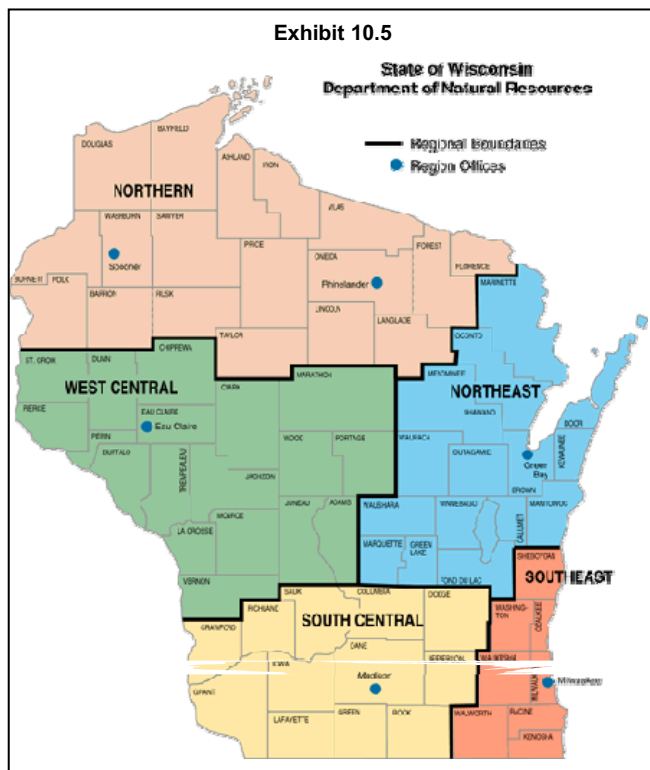 Exhibit 10.5
State of Wisconsin
Department of Natural Resources
Regional Boundaries
Region Offices
BAYFIELD
DOUGLAS
ASHLAND
IRON
NORTHERN
VILAS
WASHBURN
SAWYER
PRICE
FOREST
ONEIDA
FLORENCE
Spooner
Rhinelander
MARINETTE
BURNETT
POLK
BARRON
RUSK
LINCOLN
LANGLADE
TAYLOR
OCONTO
CHIPPEWA
ST. CROIX
DUNN
MARATHON
MENOMINEE
WEST CENTRAL
CLARK
NORTHEAST
PIERCE
EAU CLAIRE
SHAWANO
DOOR
Eau Claire
PEPIN
WOOD
PORTAGE
WAUPACA
KEWAUNEE
BUFFALO
OUTAGAMIE
Green
Bay
TREMPEALEAU
JACKSON
BROWN
JUNEAU
ADAMS
WAUSHARA
WINNEBAGO
MANITOWOC
MONROE
CALUMET
LA CROSSE
MARQUETTE
GREEN
LAKE
SHEBOYGAN
VERNON
FOND DU LAC
SOUTHEAST
SAUK
COLUMBIA
DODGE
RICHLAND
WASHING-
TON
OZAUKEE
SOUTH CENTRAL
CRAWFORD
DANE
IOWA
JEFFERSON
WAUKESHA
Madison
MILWAUKEE
Milwaukee
GRANT
GREEN
ROCK
WALWORTH
RACINE
LAFAYETTE
KENOSHA